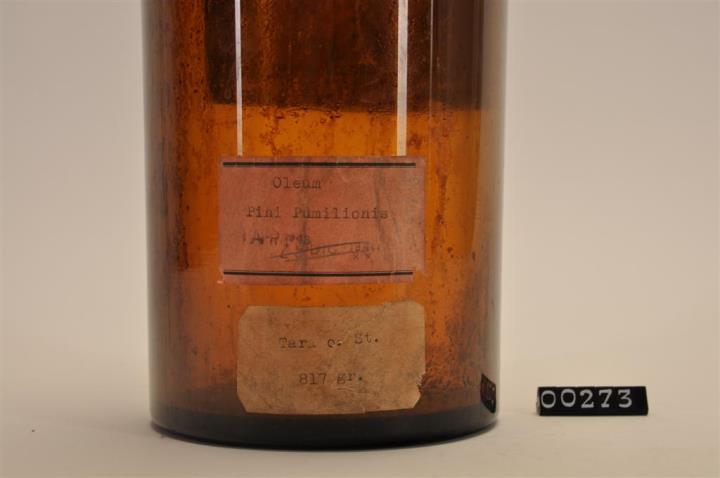 Oleum
Pini Pumilionis
Tara c. St.
817 gr.
00273